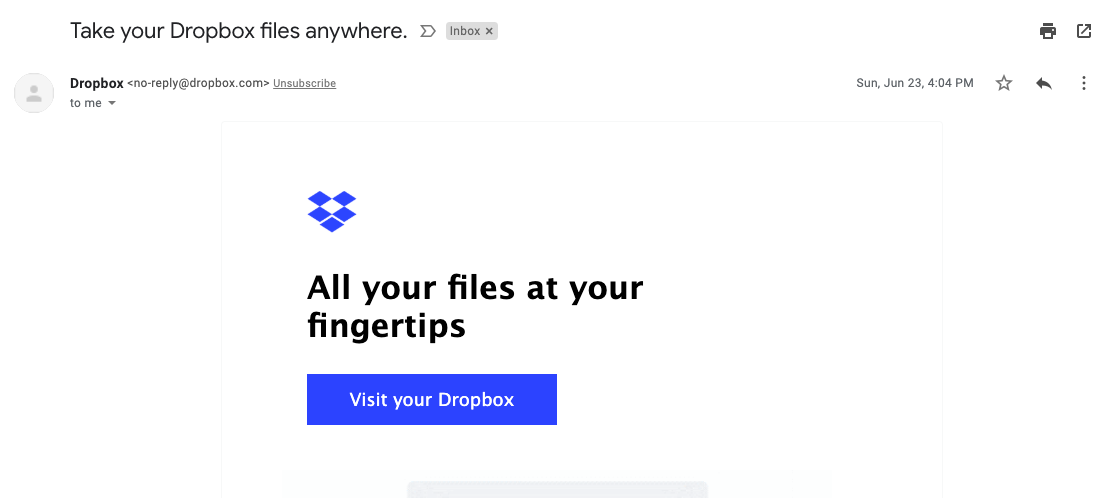 Take your Dropbox files anywhere. Inbox ×
Dropbox <no-reply@dropbox.com> Unsubscribe Sun, Jun 23, 4:04 PM
to me
All your files at your
fingertips
Visit your Dropbox